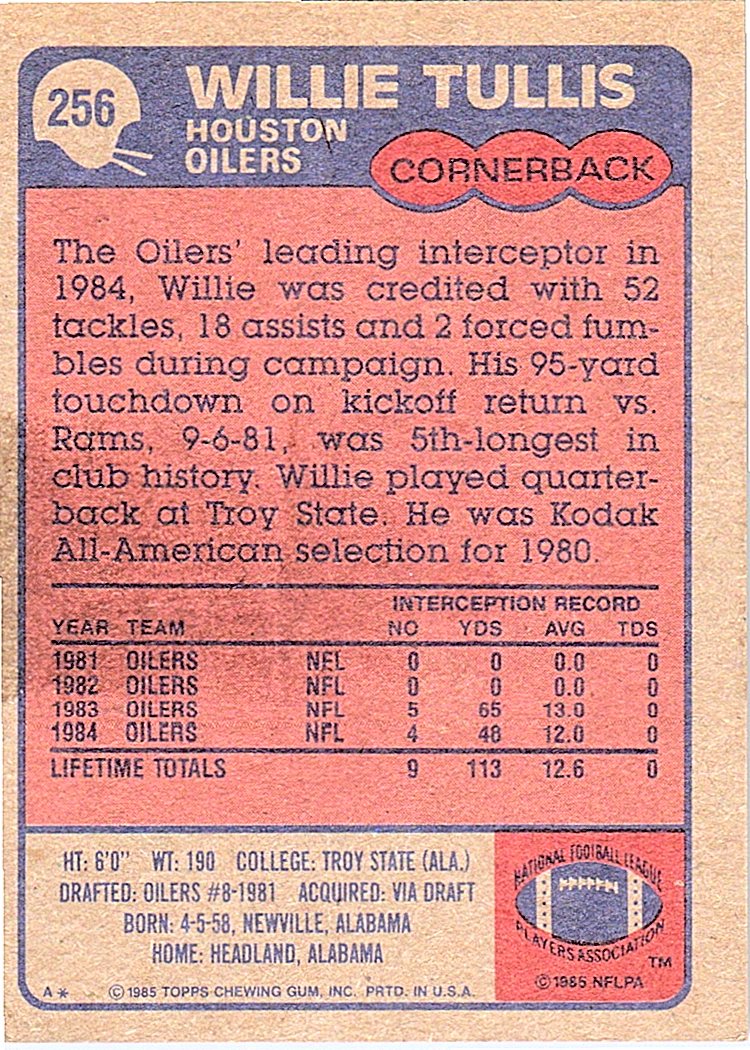 256
WILLIE TULLIS
HOUSTON
OILERS
CORNERBACK
The Oilers' leading interceptor in
1984, Willie was credited with 52
tackles, 18 assists and 2 forced fum-
bles during campaign. His 95-yard
touchdown on kickoff return vs.
Rams, 9-6-81, was 5th-longest in
club history. Willie played quarter-
back at Troy State. He was Kodak
All-American selection for 1980.
INTERCEPTION RECORD
YEAR TEAM NO YDS AVG TDS
1981 OILERS NFL 0 0 0.0 0
1982 OILERS NFL 0 0 0.0 0
1983 OILERS NFL 5 65 13.0 0
1984 OILERS NFL 4 48 12.0 0
LIFETIME TOTALS 9 113 12.6 0
HT: 6'0" WT: 190 COLLEGE: TROY STATE (ALA.)
DRAFTED: OILERS #8-1981 ACQUIRED: VIA DRAFT
BORN: 4-5-58, NEWVILLE, ALABAMA
HOME: HEADLAND, ALABAMA
A* © 1985 TOPPS CHEWING GUM, INC. PRTD. IN U.S.A.
NATIONAL FOOTBALL LEAGUE
PLAYERS ASSOCIATION
TM
© 1985 NFLPA